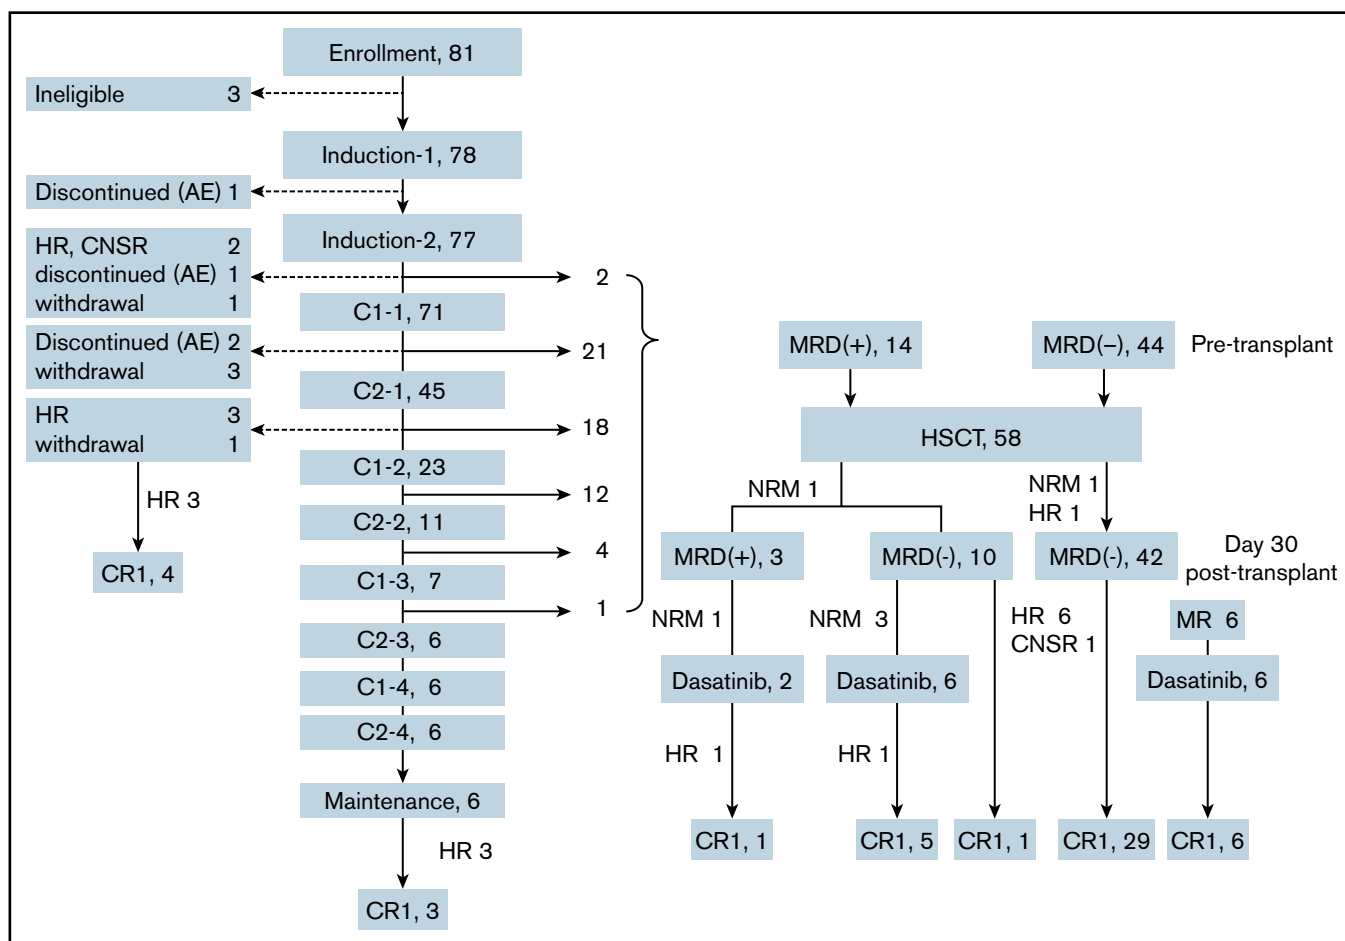 Enrollment, 81
Ineligible 3
Induction-1, 78
Discontinued (AE) 1
Induction-2, 77
HR, CNSR 2
discontinued (AE) 1
withdrawal 1
2
C1-1, 71
Discontinued (AE) 2
withdrawal 3
21
C2-1, 45
HR 3
withdrawal 1
18
C1-2, 23
HR 3
12
C2-2, 11
4
CR1, 4
C1-3, 7
1
C2-3, 6
C1-4, 6
C2-4, 6
Maintenance, 6
HR 3
CR1, 3
MRD(+), 14
MRD(–), 44
Pre-transplant
HSCT, 58
NRM 1
NRM 1
HR 1
MRD(+), 3
MRD(-), 10
MRD(-), 42
Day 30
post-transplant
NRM 1
NRM 3
HR 6
CNSR 1
MR 6
Dasatinib, 2
Dasatinib, 6
Dasatinib, 6
HR 1
HR 1
CR1, 1
CR1, 5
CR1, 1
CR1, 29
CR1, 6